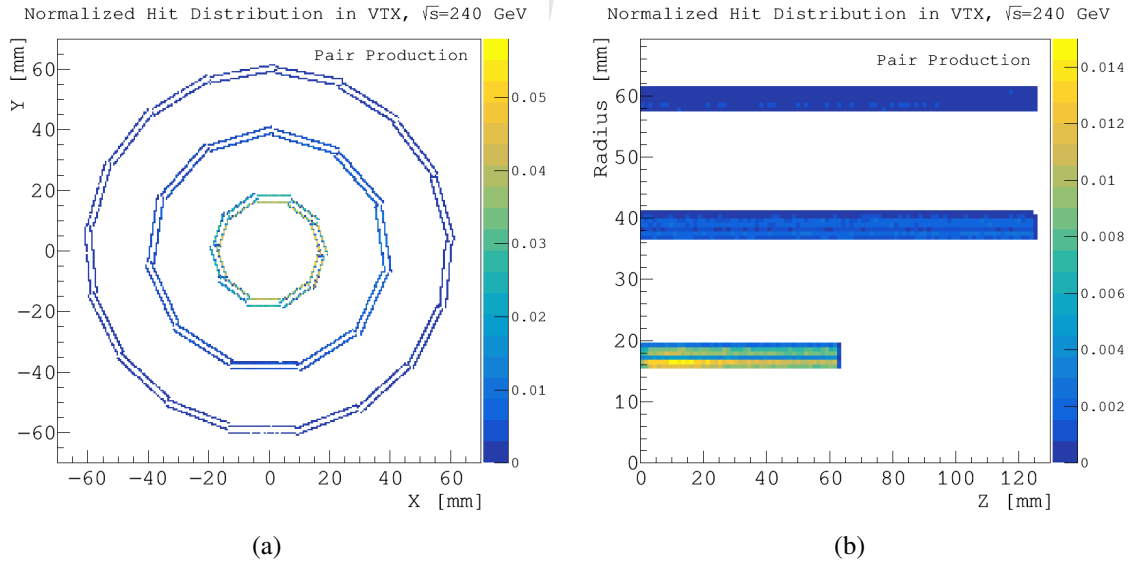 Normalized Hit Distribution in VTX, √s=240 GeV
Pair Production
Y [mm]
60
40
20
0
−20
−40
−60
−60 −40 −20 0 20 40 60
X [mm]
0.05
0.04
0.03
0.02
0.01
0
(a)
Normalized Hit Distribution in VTX, √s=240 GeV
Pair Production
Radius [mm]
60
50
40
30
20
10
0
0 20 40 60 80 100 120
Z [mm]
0.014
0.012
0.01
0.008
0.006
0.004
0.002
0
(b)